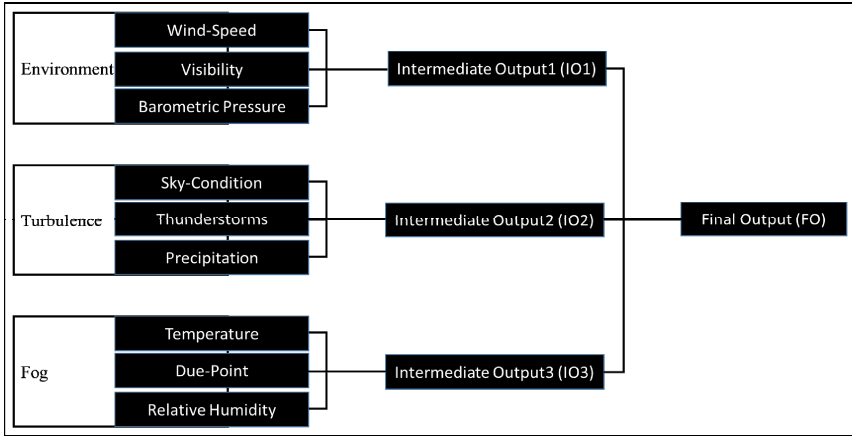 Environment
Wind-Speed
Visibility
Barometric Pressure
Intermediate Output1 (IO1)
Turbulence
Sky-Condition
Thunderstorms
Precipitation
Intermediate Output2 (IO2)
Final Output (FO)
Fog
Temperature
Due-Point
Relative Humidity
Intermediate Output3 (IO3)